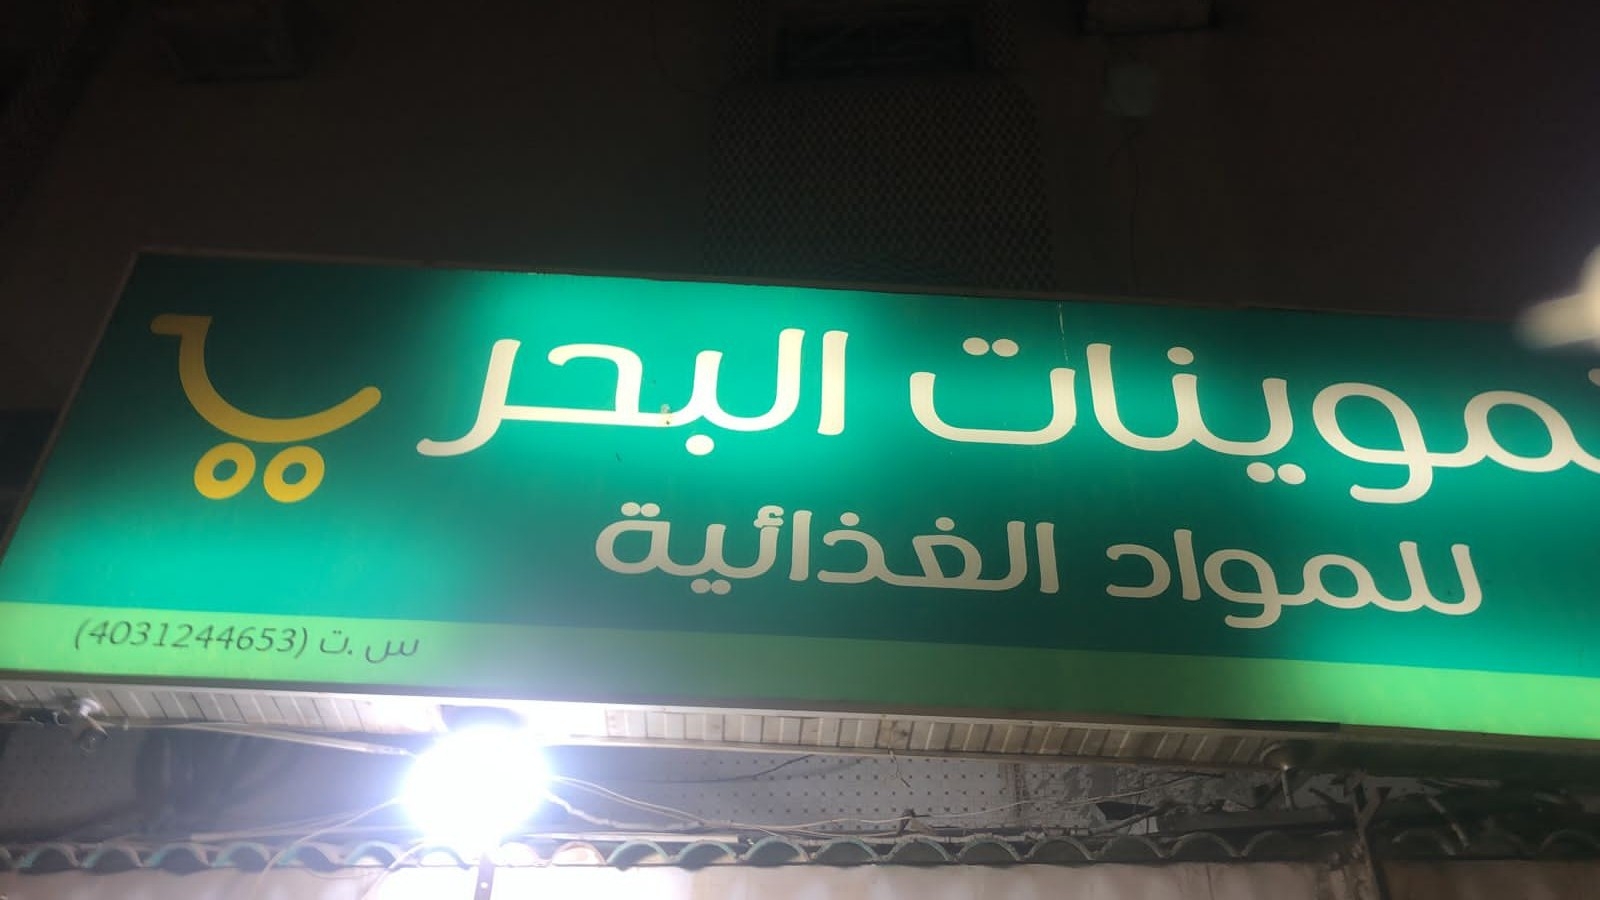 تموينات البحر
للمواد الغذائية
س.ت (4031244653)